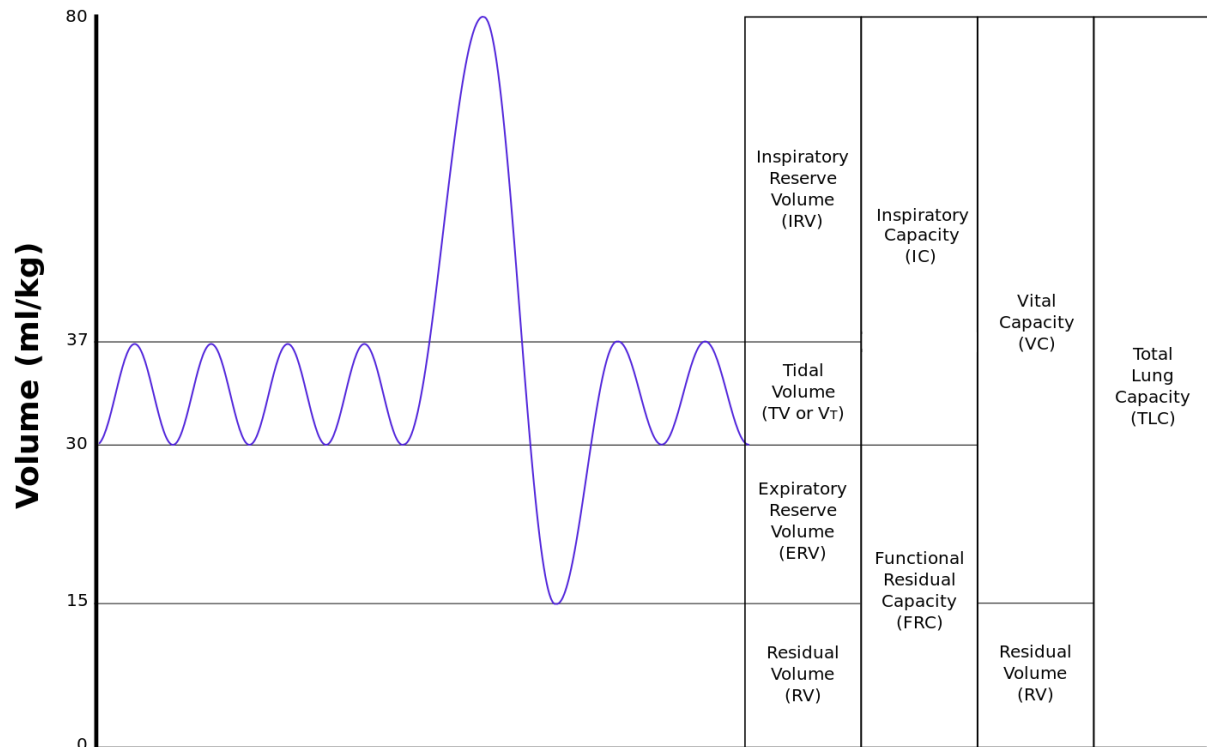 Volume (ml/kg)
80
37
30
15
0
Inspiratory
Reserve
Volume
(IRV)
Tidal
Volume
(TV or VT)
Expiratory
Reserve
Volume
(ERV)
Residual
Volume
(RV)
Inspiratory
Capacity
(IC)
Functional
Residual
Capacity
(FRC)
Vital
Capacity
(VC)
Residual
Volume
(RV)
Total
Lung
Capacity
(TLC)